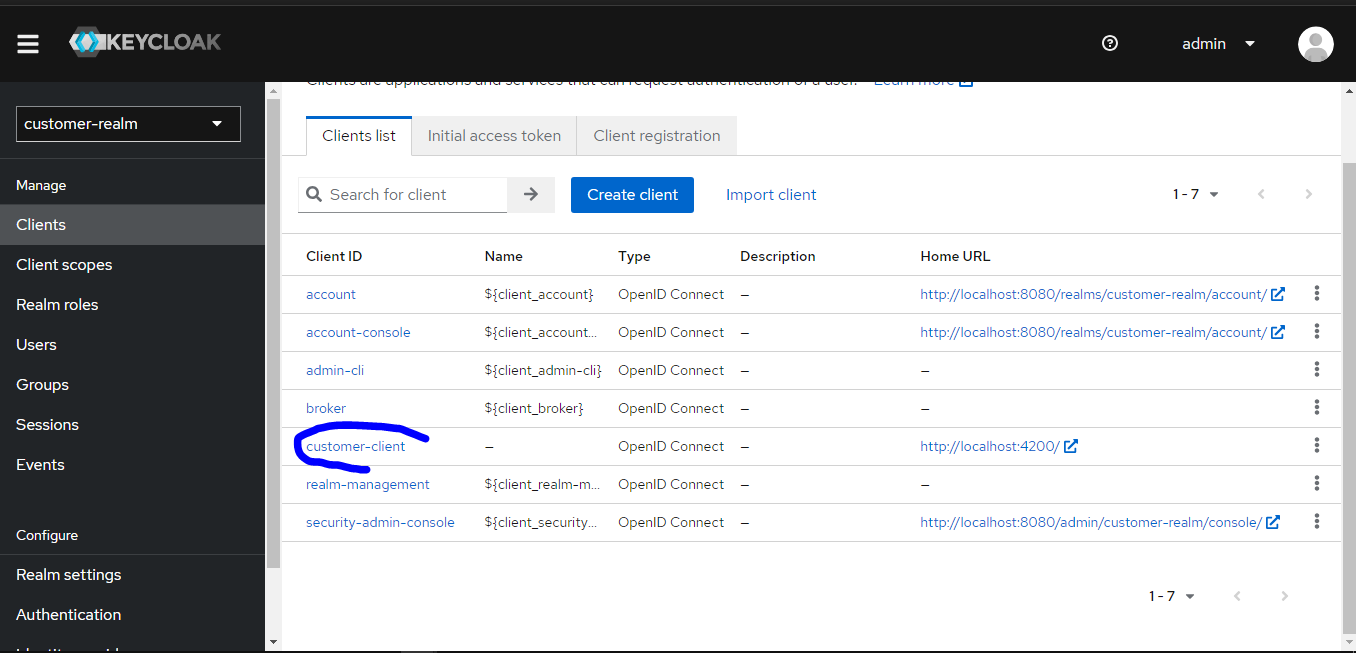 KEYCLOAK
admin
customer-realm
Manage
Clients
Client scopes
Realm roles
Users
Groups
Sessions
Events
Configure
Realm settings
Authentication
Clients are applications and services that can request authentication of a user. Learn more
Clients list Initial access token Client registration
Search for client Create client Import client 1 - 7
Client ID Name Type Description Home URL
account ${client_account} OpenID Connect – http://localhost:8080/realms/customer-realm/account/
account-console ${client_account... OpenID Connect – http://localhost:8080/realms/customer-realm/account/
admin-cli ${client_admin-cli} OpenID Connect – –
broker ${client_broker} OpenID Connect – –
customer-client – OpenID Connect – http://localhost:4200/
realm-management ${client_realm-m... OpenID Connect – –
security-admin-console ${client_security... OpenID Connect – http://localhost:8080/admin/customer-realm/console/
1 - 7